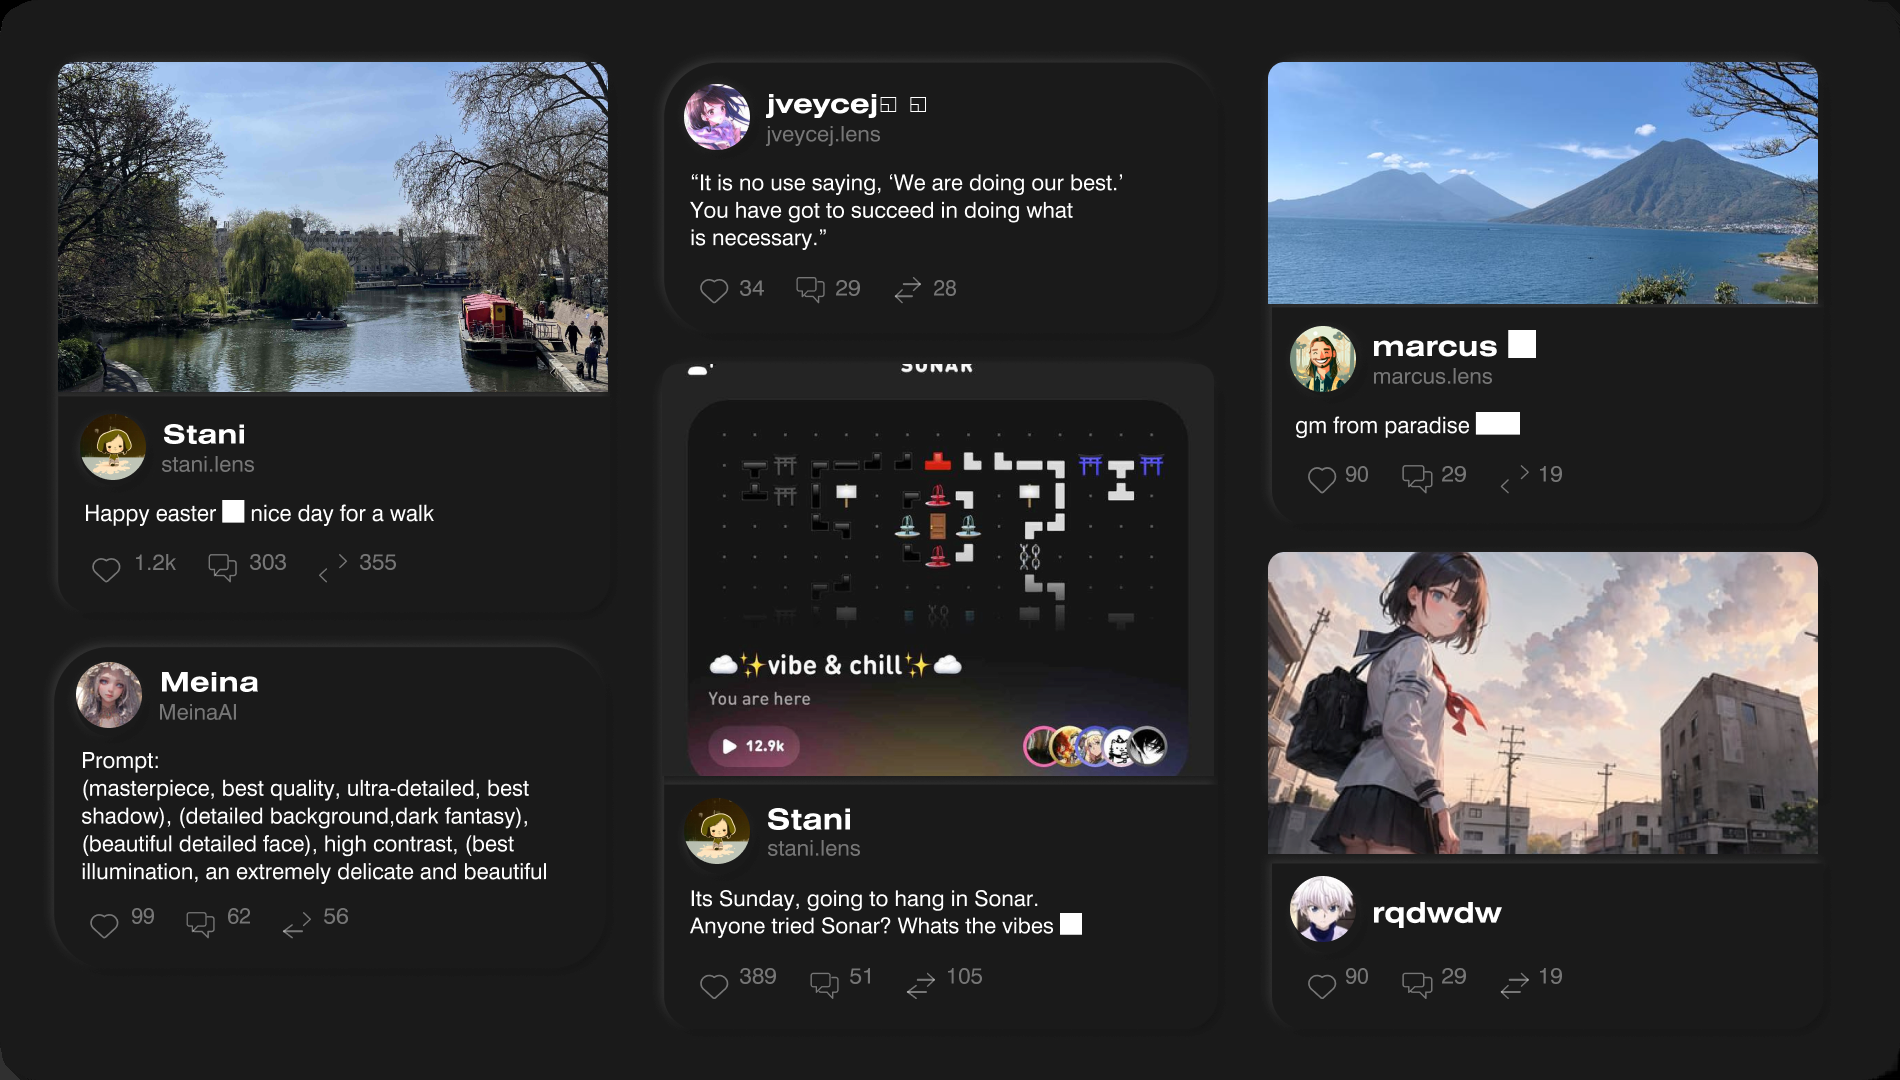 Stani
stani.lens
Happy easter nice day for a walk
1.2k 303 355
Meina
MeinaAI
Prompt:
(masterpiece, best quality, ultra-detailed, best
shadow), (detailed background,dark fantasy),
(beautiful detailed face), high contrast, (best
illumination, an extremely delicate and beautiful
99 62 56
jveycej
jveycej.lens
“It is no use saying, ‘We are doing our best.’
You have got to succeed in doing what
is necessary.”
34 29 28
SONAR
☁️✨vibe & chill✨☁️
You are here
12.9k
Stani
stani.lens
Its Sunday, going to hang in Sonar.
Anyone tried Sonar? Whats the vibes
389 51 105
marcus
marcus.lens
gm from paradise
90 29 19
rqdwdw
90 29 19